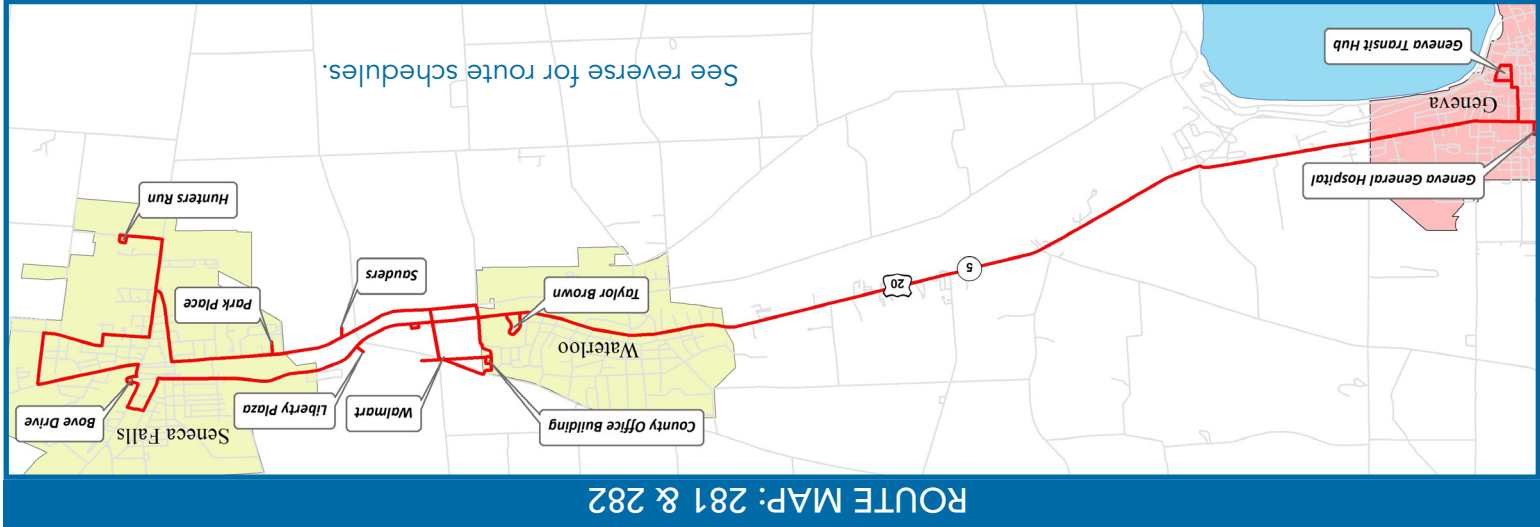 ROUTE MAP: 281 & 282
County Office Building
Walmart
Liberty Plaza
Seneca Falls
Bove Drive
Waterloo
Taylor Brown
Sauders
Park Place
5
20
Hunters Run
Geneva General Hospital
Geneva
Geneva Transit Hub
See reverse for route schedules.